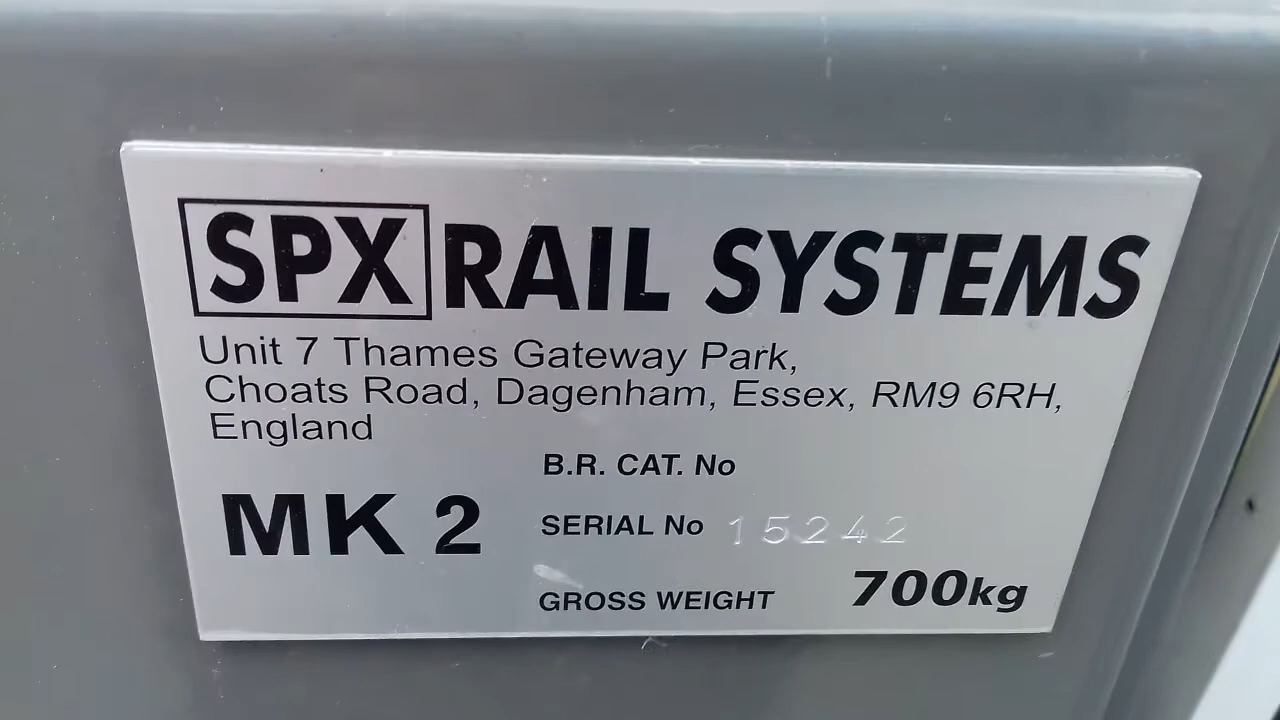 SPX RAIL SYSTEMS
Unit 7 Thames Gateway Park,
Choats Road, Dagenham, Essex, RM9 6RH,
England
B.R. CAT. No
MK 2 SERIAL No 15242
GROSS WEIGHT 700kg